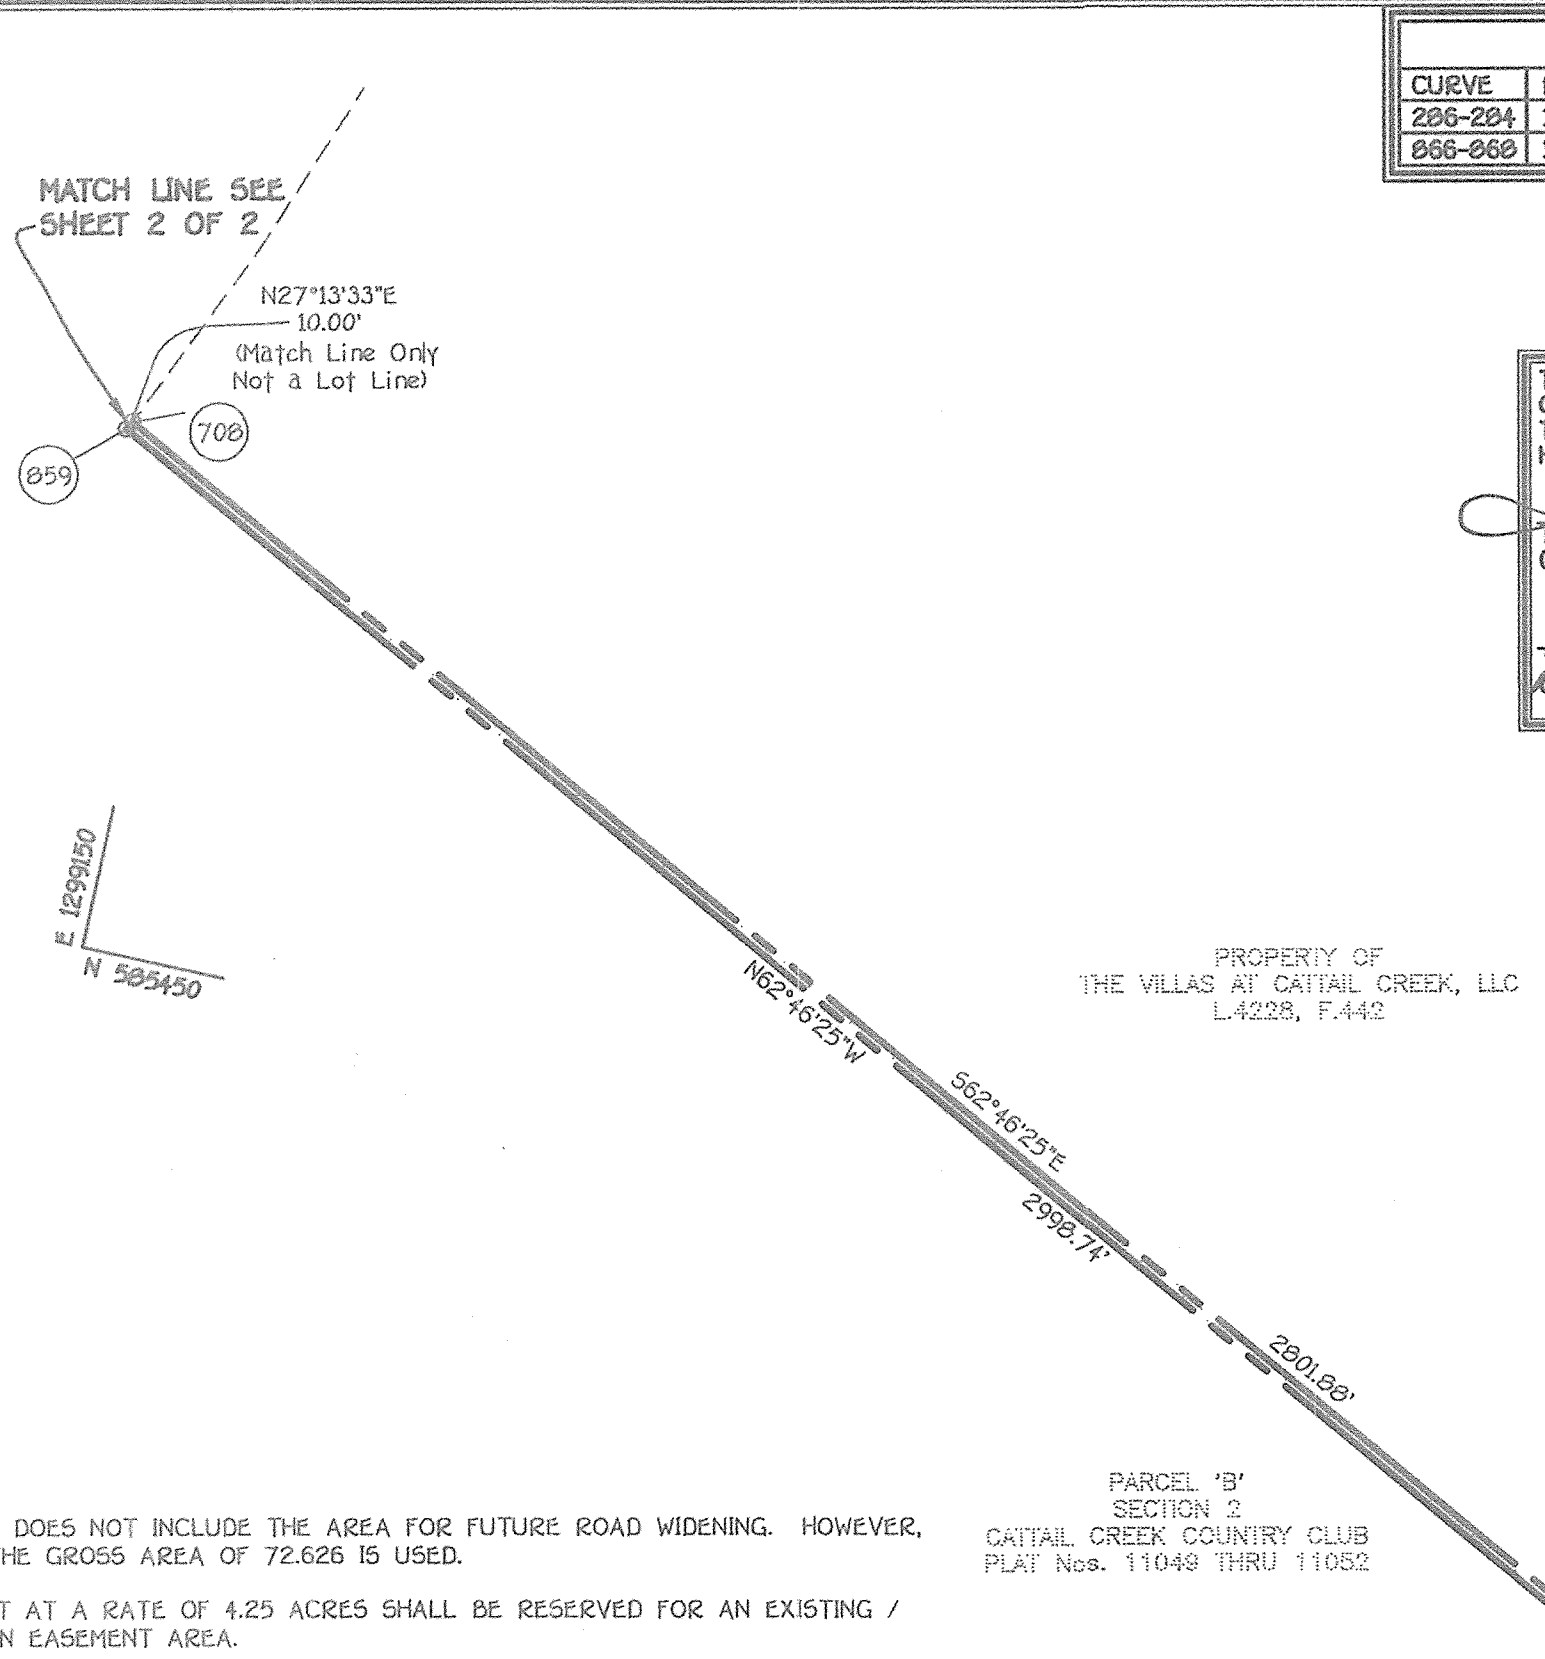 CURVE
286-284
866-868
MATCH LINE SEE
SHEET 2 OF 2
N27°13'33"E
10.00'
(Match Line Only
Not a Lot Line)
708
859
E 1299150
N 585450
N62°46'25"W
S62°46'25"E
2998.74'
2801.88'
PROPERTY OF
THE VILLAS AT CATTAIL CREEK, LLC
L.4228, F.442
PARCEL 'B'
SECTION 2
CATTAIL CREEK COUNTRY CLUB
PLAT Nos. 11049 THRU 11052
DOES NOT INCLUDE THE AREA FOR FUTURE ROAD WIDENING. HOWEVER,
HE GROSS AREA OF 72.626 IS USED.
T AT A RATE OF 4.25 ACRES SHALL BE RESERVED FOR AN EXISTING /
N EASEMENT AREA.